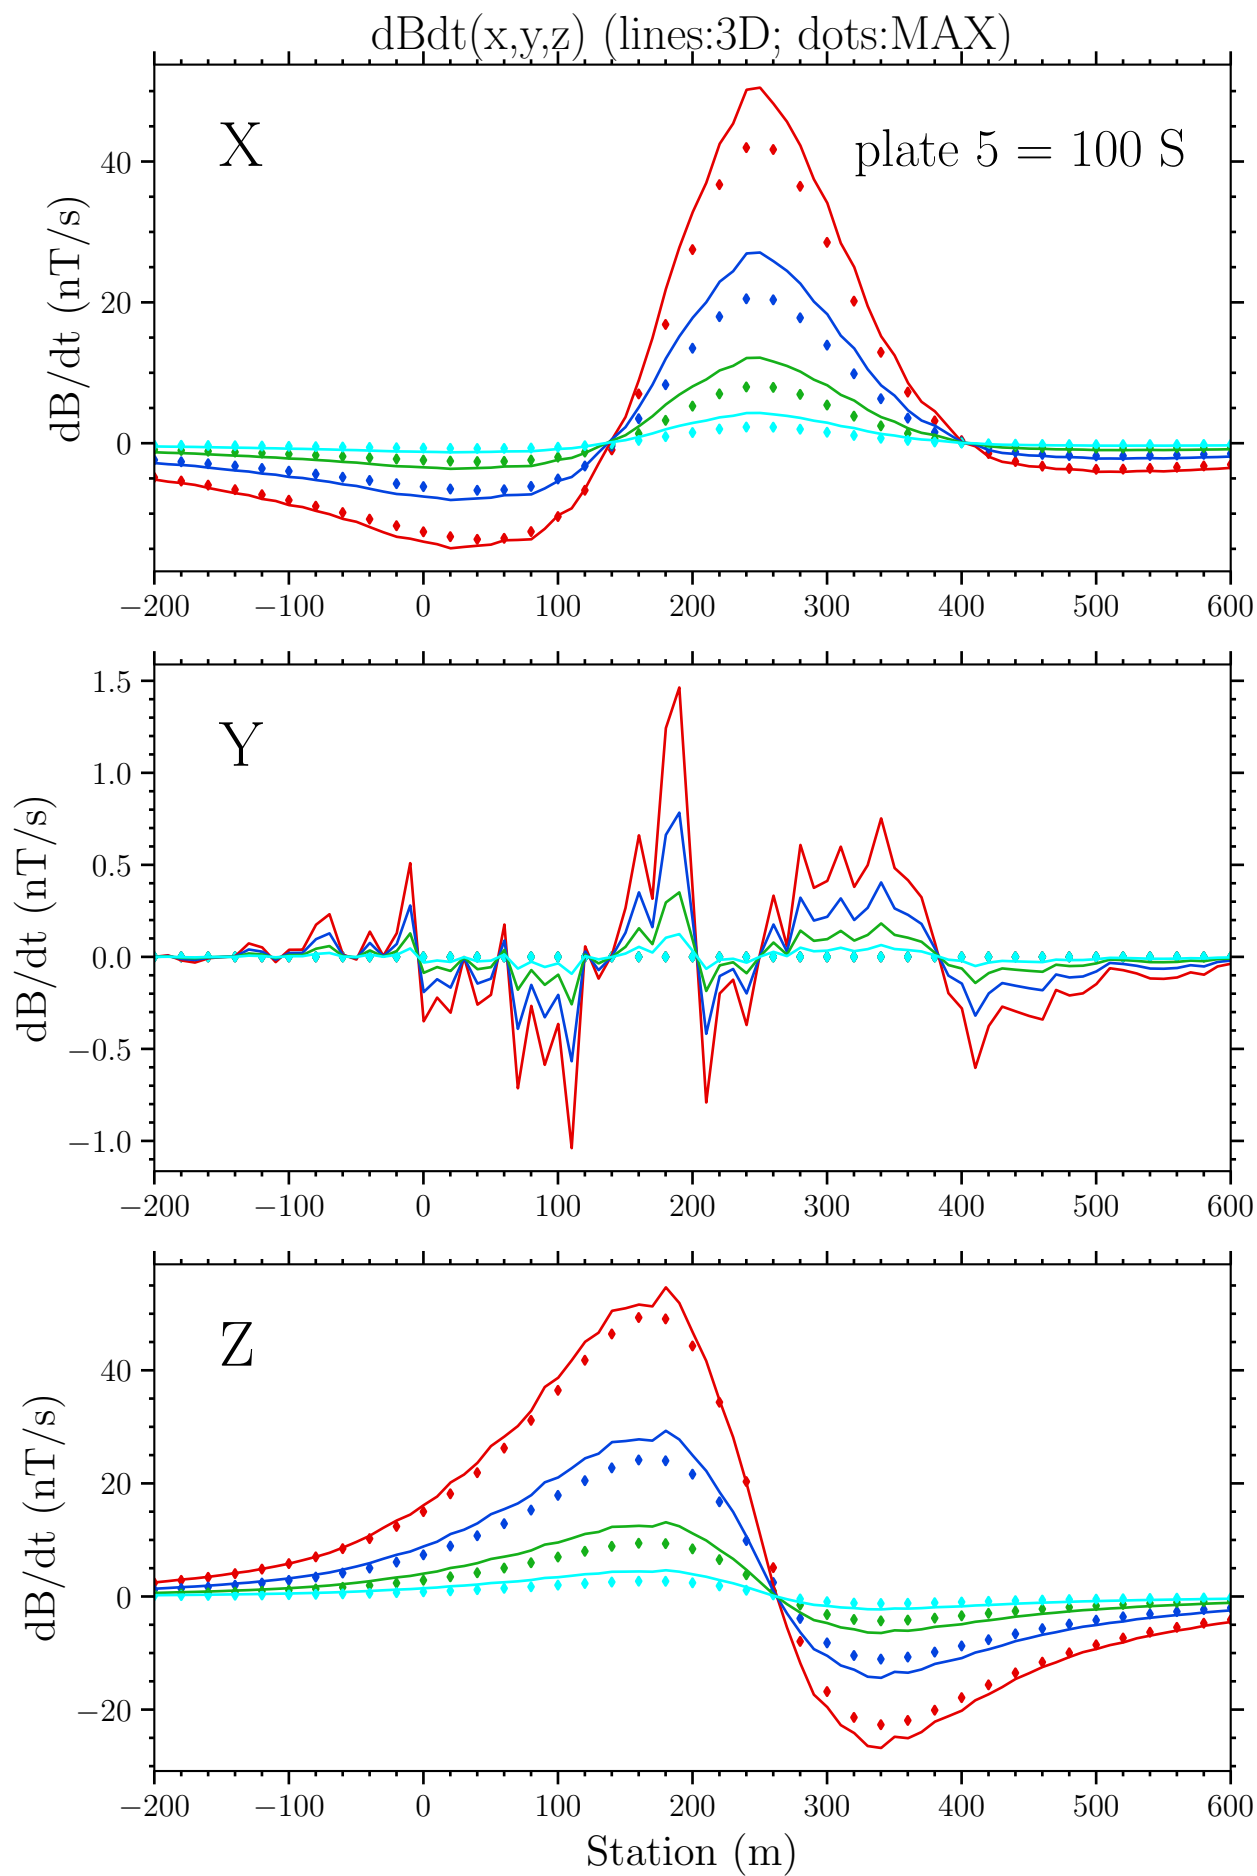 dBdt(x,y,z) (lines:3D; dots:MAX)
X
plate 5 = 100 S
dB/dt (nT/s)
40
20
0
−200 −100 0 100 200 300 400 500 600
Y
dB/dt (nT/s)
1.5
1.0
0.5
0.0
−0.5
−1.0
−200 −100 0 100 200 300 400 500 600
Z
dB/dt (nT/s)
40
20
0
−20
−200 −100 0 100 200 300 400 500 600
Station (m)